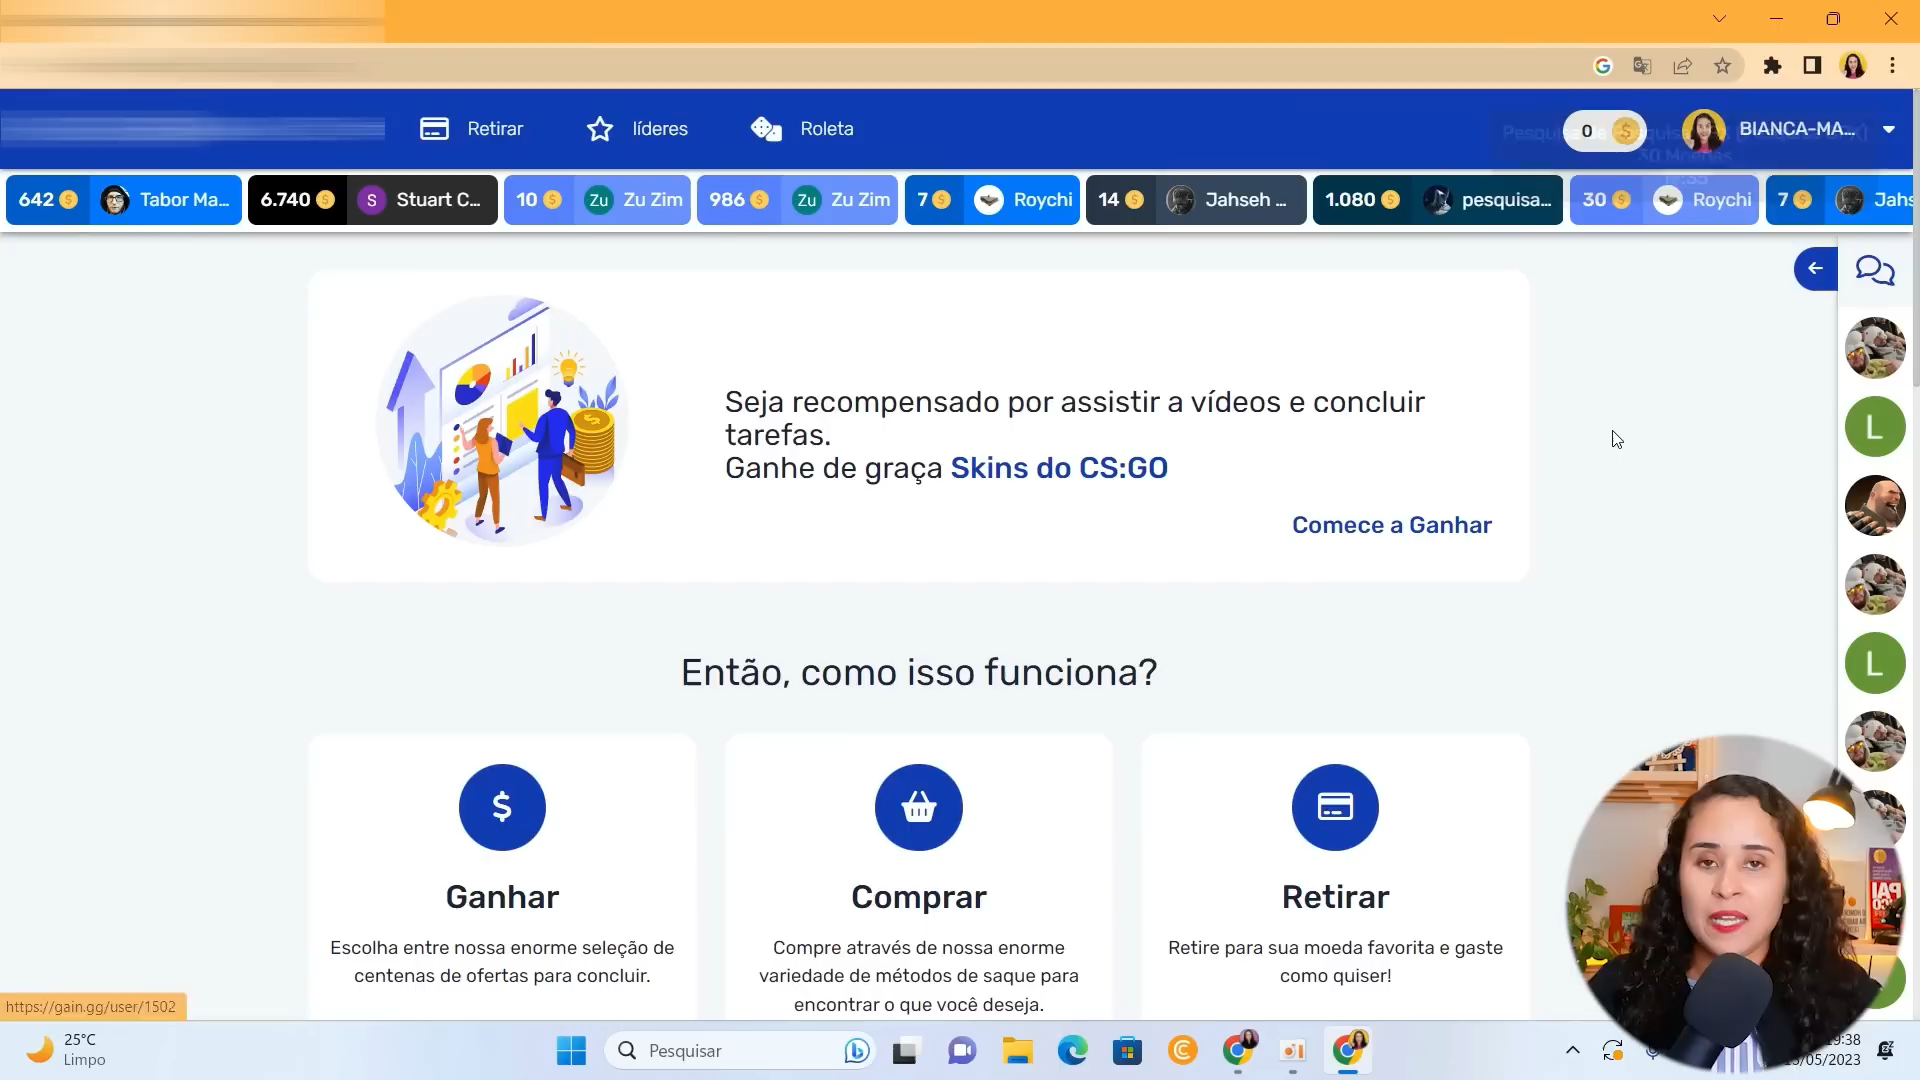 Retirar
líderes
Roleta
0
BIANCA-MA...
642
Tabor Ma...
6.740
S
Stuart C...
10
Zu
Zu Zim
986
Zu
Zu Zim
7
Roychi
14
Jahseh ...
1.080
pesquisa...
30
Roychi
7
Jahs
Seja recompensado por assistir a vídeos e concluir
tarefas.
Ganhe de graça Skins do CS:GO
Comece a Ganhar
L
L
Então, como isso funciona?
Ganhar
Escolha entre nossa enorme seleção de
centenas de ofertas para concluir.
Comprar
Compre através de nossa enorme
variedade de métodos de saque para
encontrar o que você deseja.
Retirar
Retire para sua moeda favorita e gaste
como quiser!
https://gain.gg/user/1502
25°C
Limpo
Pesquisar
/05/2023